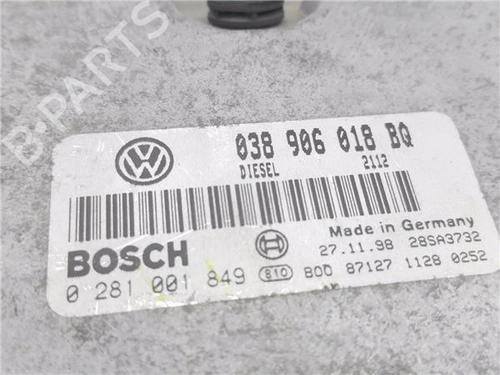 B-PARTS
038 906 018 BQ
DIESEL 2112
BOSCH
Made in Germany
27.11.98 28SA3732
0 281 001 849 810 BOD 87127 1128 0252